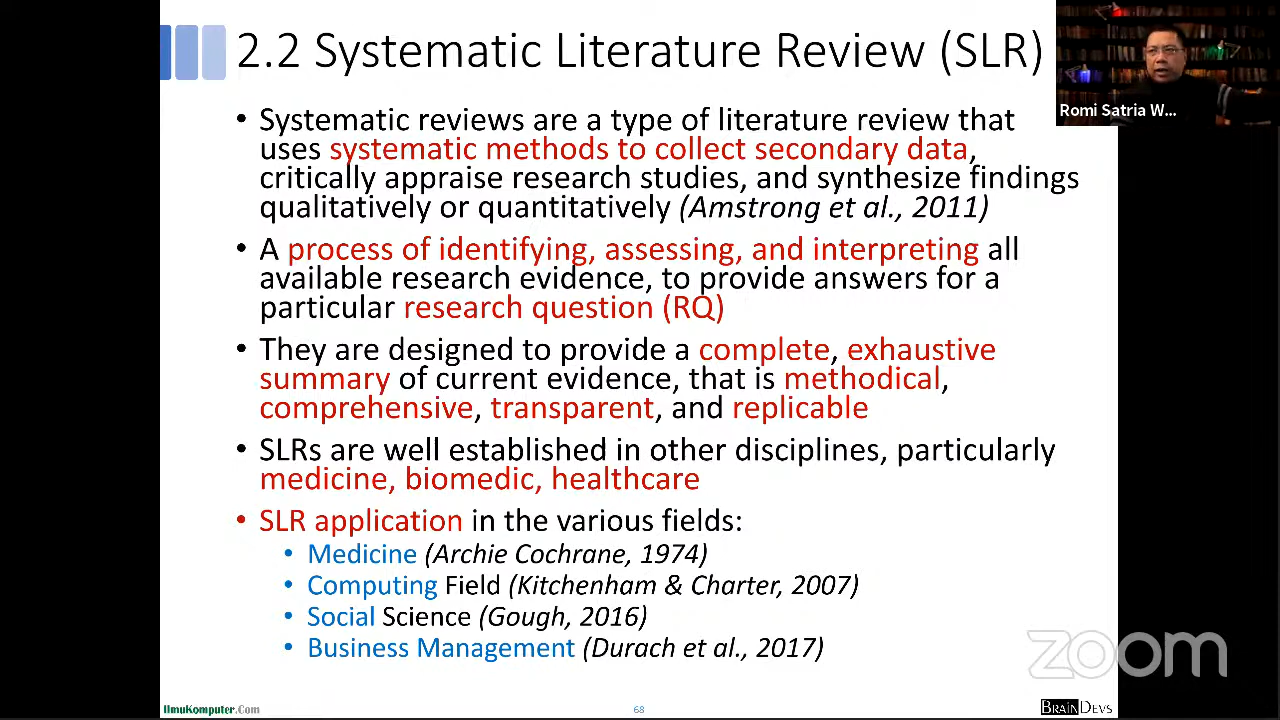 2.2 Systematic Literature Review (SLR)
• Systematic reviews are a type of literature review that
uses systematic methods to collect secondary data,
critically appraise research studies, and synthesize findings
qualitatively or quantitatively (Amstrong et al., 2011)
• A process of identifying, assessing, and interpreting all
available research evidence, to provide answers for a
particular research question (RQ)
• They are designed to provide a complete, exhaustive
summary of current evidence, that is methodical,
comprehensive, transparent, and replicable
• SLRs are well established in other disciplines, particularly
medicine, biomedic, healthcare
• SLR application in the various fields:
• Medicine (Archie Cochrane, 1974)
• Computing Field (Kitchenham & Charter, 2007)
• Social Science (Gough, 2016)
• Business Management (Durach et al., 2017)
Romi Satria W...
zoom
IlmuKomputer.Com
68
BRAINDEVS